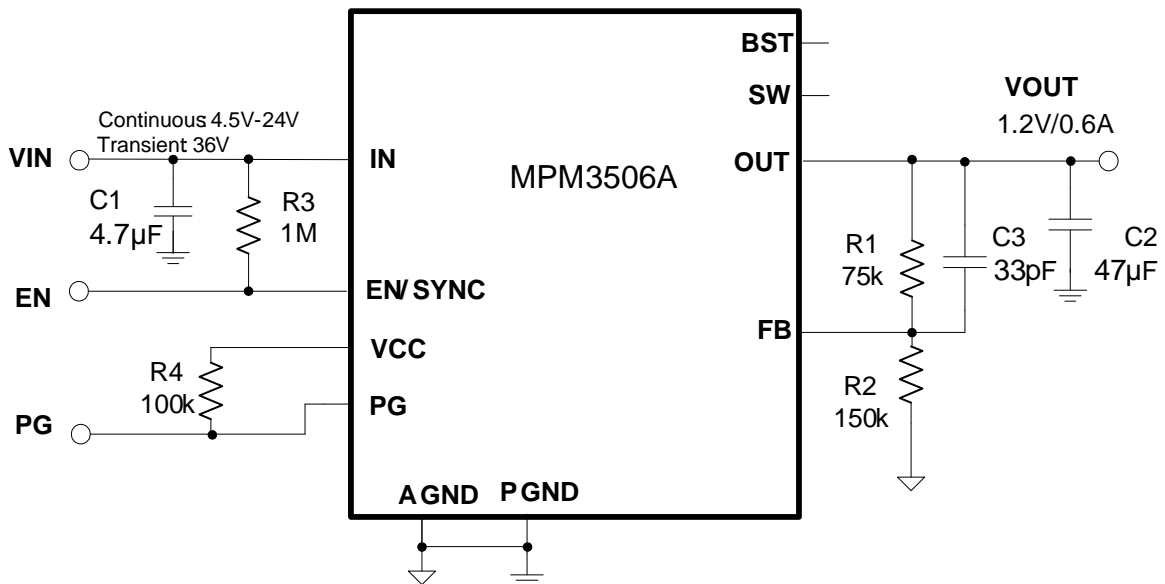 BST
SW
VOUT
1.2V/0.6A
Continuous: 4.5V-24V
Transient 36V
VIN
IN
MPM3506A
OUT
C1
4.7µF
R3
1M
R1
75k
C3
33pF
C2
47µF
EN
EN/SYNC
FB
VCC
R4
100k
PG
PG
R2
150k
AGND
PGND